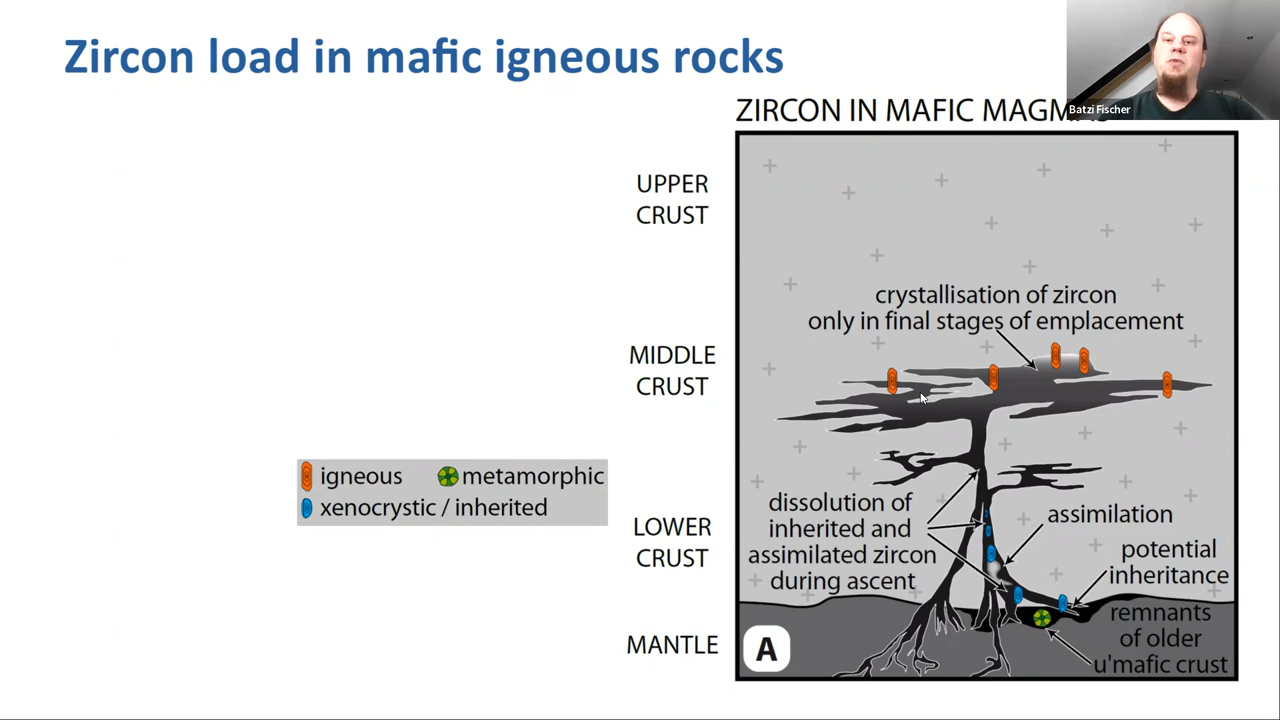 Zircon load in mafic igneous rocks
Batzi Fischer
ZIRCON IN MAFIC MAGMAS
UPPER
CRUST
crystallisation of zircon
only in final stages of emplacement
MIDDLE
CRUST
igneous metamorphic
xenocrystic / inherited
dissolution of
inherited and
assimilated zircon
during ascent
assimilation
potential
inheritance
LOWER
CRUST
remnants
of older
u'mafic crust
MANTLE
A